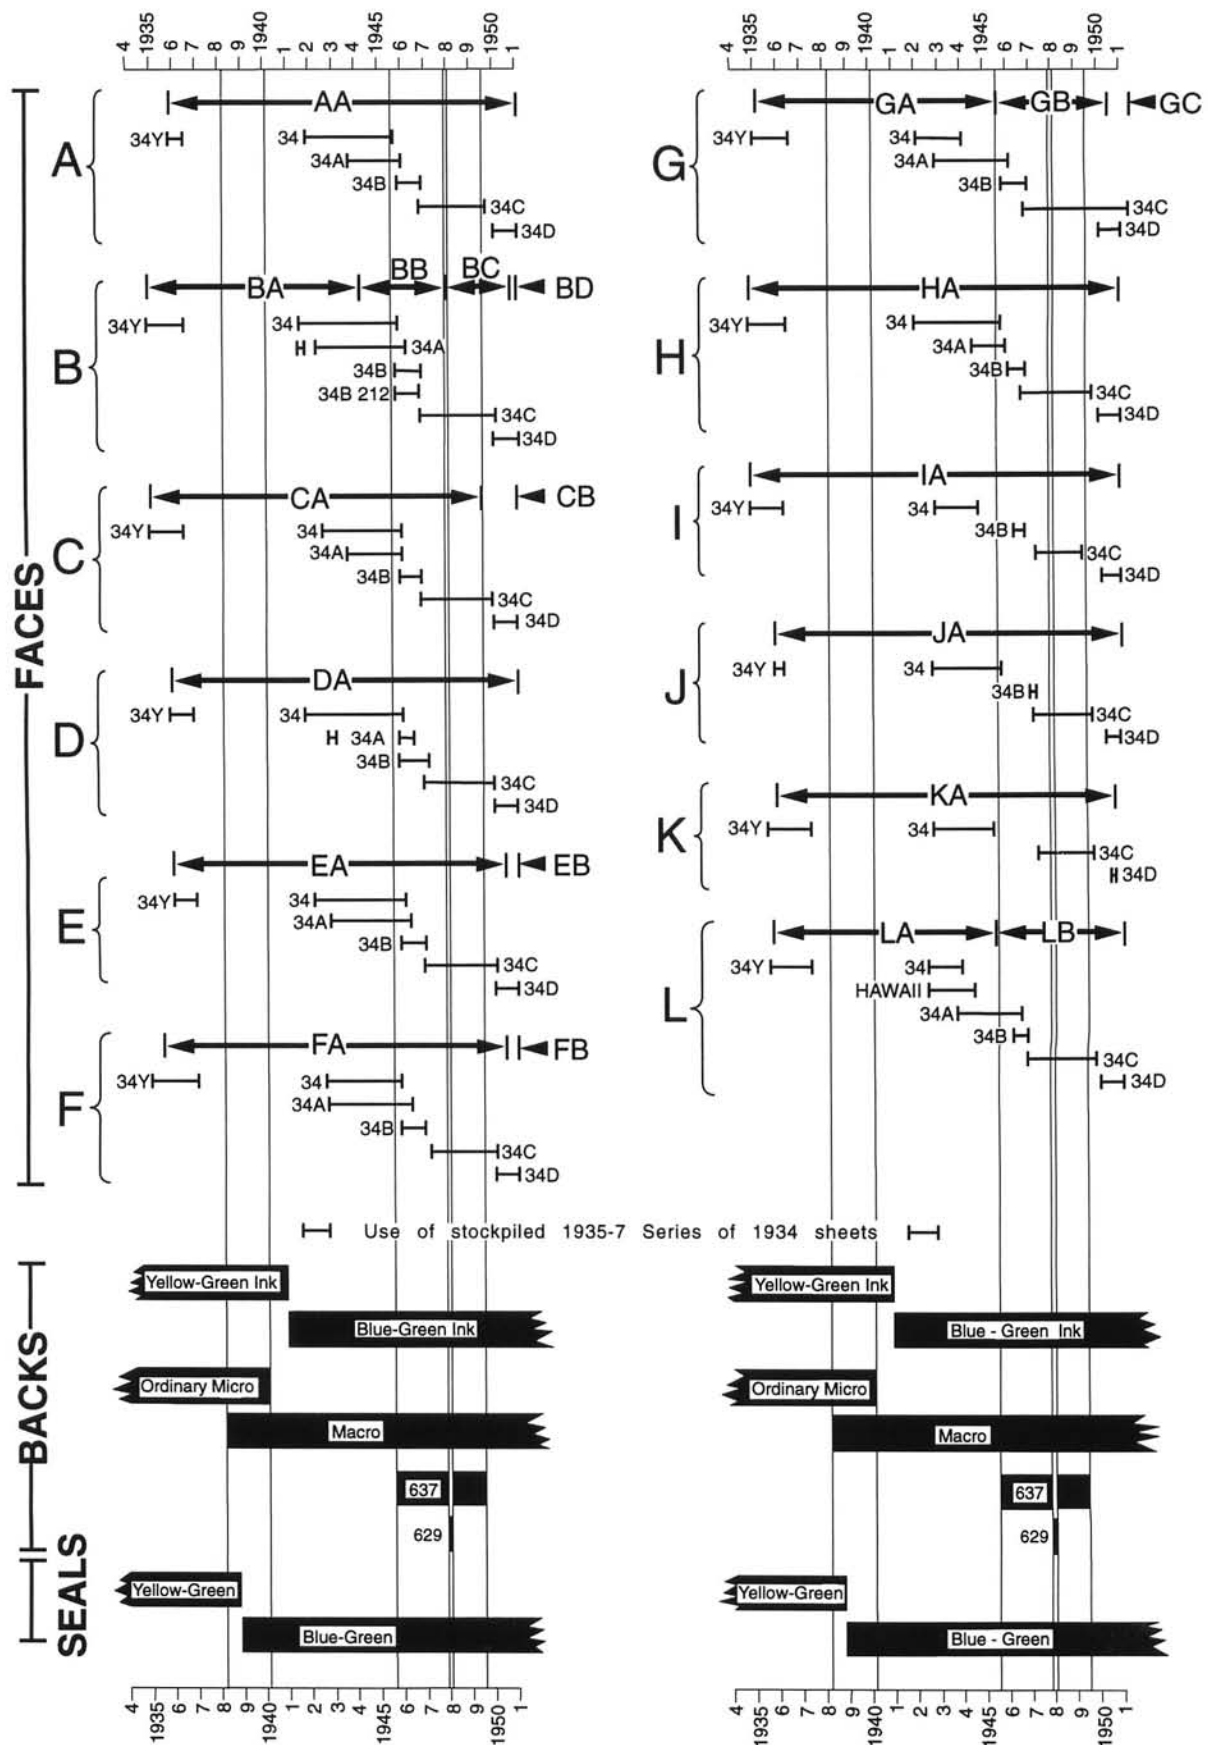 4 1935 6 7 8 9 1940 1 2 3 4 1945 6 7 8 9 1950 1
4 1935 6 7 8 9 1940 1 2 3 4 1945 6 7 8 9 1950 1
FACES
A
AA
34Y 34
34A
34B
34C
34D
B
BA BB BC BD
34Y 34
34A
34B
34B 212
34C
34D
C
CA CB
34Y 34
34A
34B
34C
34D
D
DA
34Y 34
34A
34B
34C
34D
E
EA EB
34Y 34
34A
34B
34C
34D
F
FA FB
34Y 34
34A
34B
34C
34D
G
GA GB GC
34Y 34
34A
34B
34C
34D
H
HA
34Y 34
34A
34B
34C
34D
I
IA
34Y 34
34B
34C
34D
J
JA
34Y 34
34B
34C
34D
K
KA
34Y 34
34C
34D
L
LA LB
34Y 34
HAWAII
34A
34B
34C
34D
Use of stockpiled 1935-7 Series of 1934 sheets
BACKS
Yellow-Green Ink
Blue-Green Ink
Ordinary Micro
Macro
637
629
SEALS
Yellow-Green
Blue-Green
Yellow-Green Ink
Blue - Green Ink
Ordinary Micro
Macro
637
629
Yellow-Green
Blue - Green
4 1935 6 7 8 9 1940 1 2 3 4 1945 6 7 8 9 1950 1
4 1935 6 7 8 9 1940 1 2 3 4 1945 6 7 8 9 1950 1